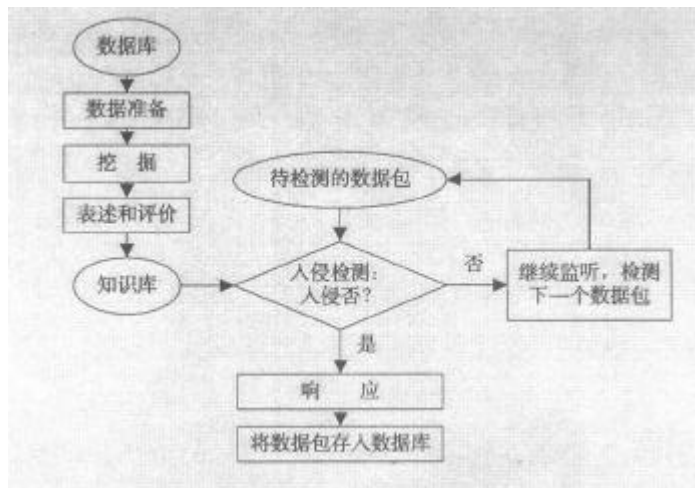 数据库
数据准备
挖 掘
表述和评价
知识库
待检测的数据包
入侵检测：
入侵否？
否
继续监听，检测
下一个数据包
是
响 应
将数据包存入数据库